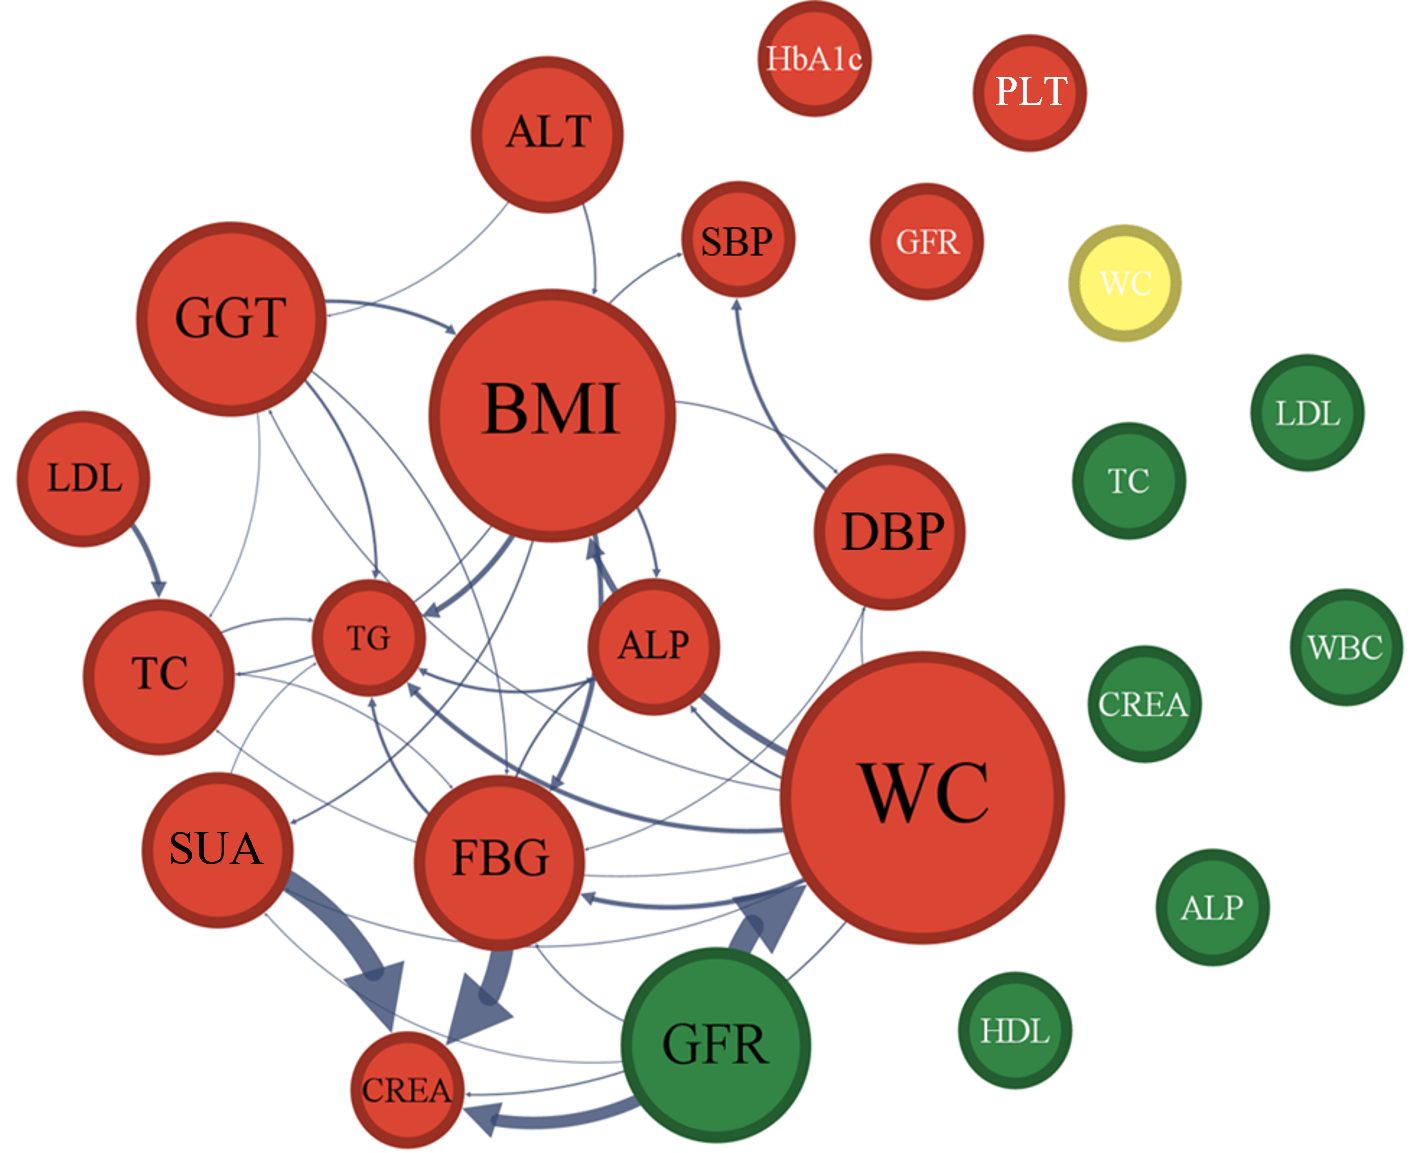 HbA1c
PLT
ALT
SBP
GFR
WC
GGT
BMI
LDL
LDL
TC
DBP
TG
ALP
WBC
TC
CREA
WC
SUA
FBG
ALP
HDL
GFR
CREA